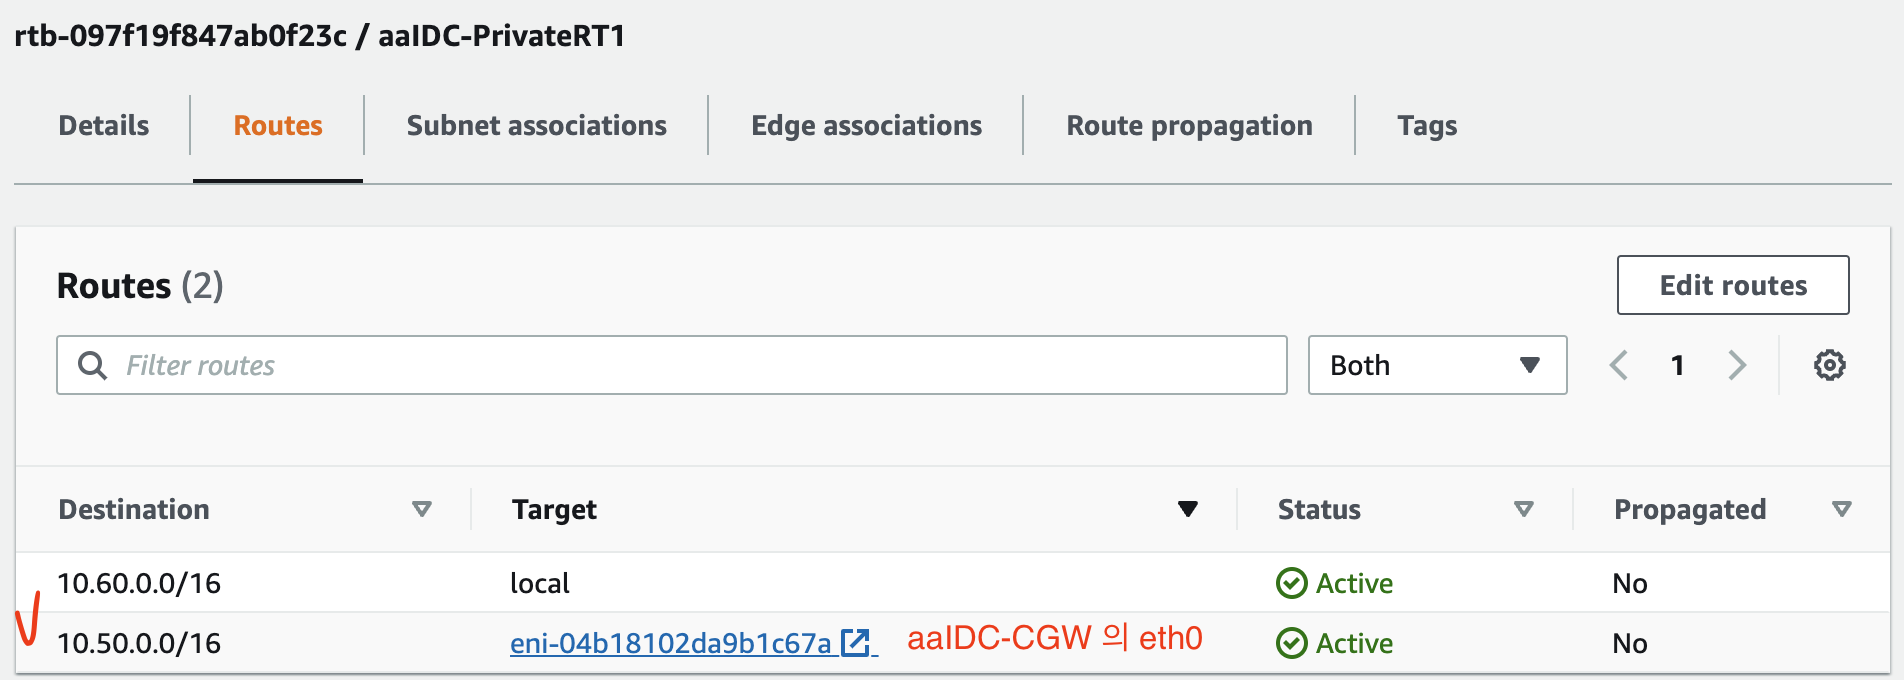 rtb-097f19f847ab0f23c / aaIDC-PrivateRT1
Details Routes Subnet associations Edge associations Route propagation Tags
Routes (2) Edit routes
Filter routes Both 1
Destination Target Status Propagated
10.60.0.0/16 local Active No
10.50.0.0/16 eni-04b18102da9b1c67a aaIDC-CGW 의 eth0 Active No